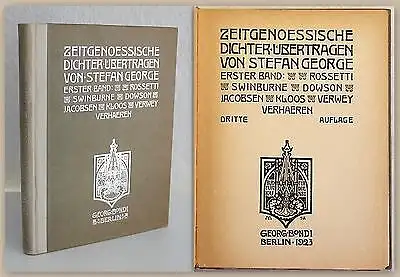 ZEITGENOESSISCHE
DICHTER·ÜBERTRAGEN
VON·STEFAN GEORGE
ERSTER BAND: ROSSETTI
SWINBURNE DOWSON
JACOBSEN KLOOS VERWEY
VERHAEREN
GEORG·BONDI
BERLIN
ZEITGENOESSISCHE
DICHTER·ÜBERTRAGEN
VON STEFAN GEORGE
ERSTER BAND: ROSSETTI
SWINBURNE DOWSON
JACOBSEN KLOOS VERWEY
VERHAEREN
DRITTE AUFLAGE
GEORG·BONDI
BERLIN·1923